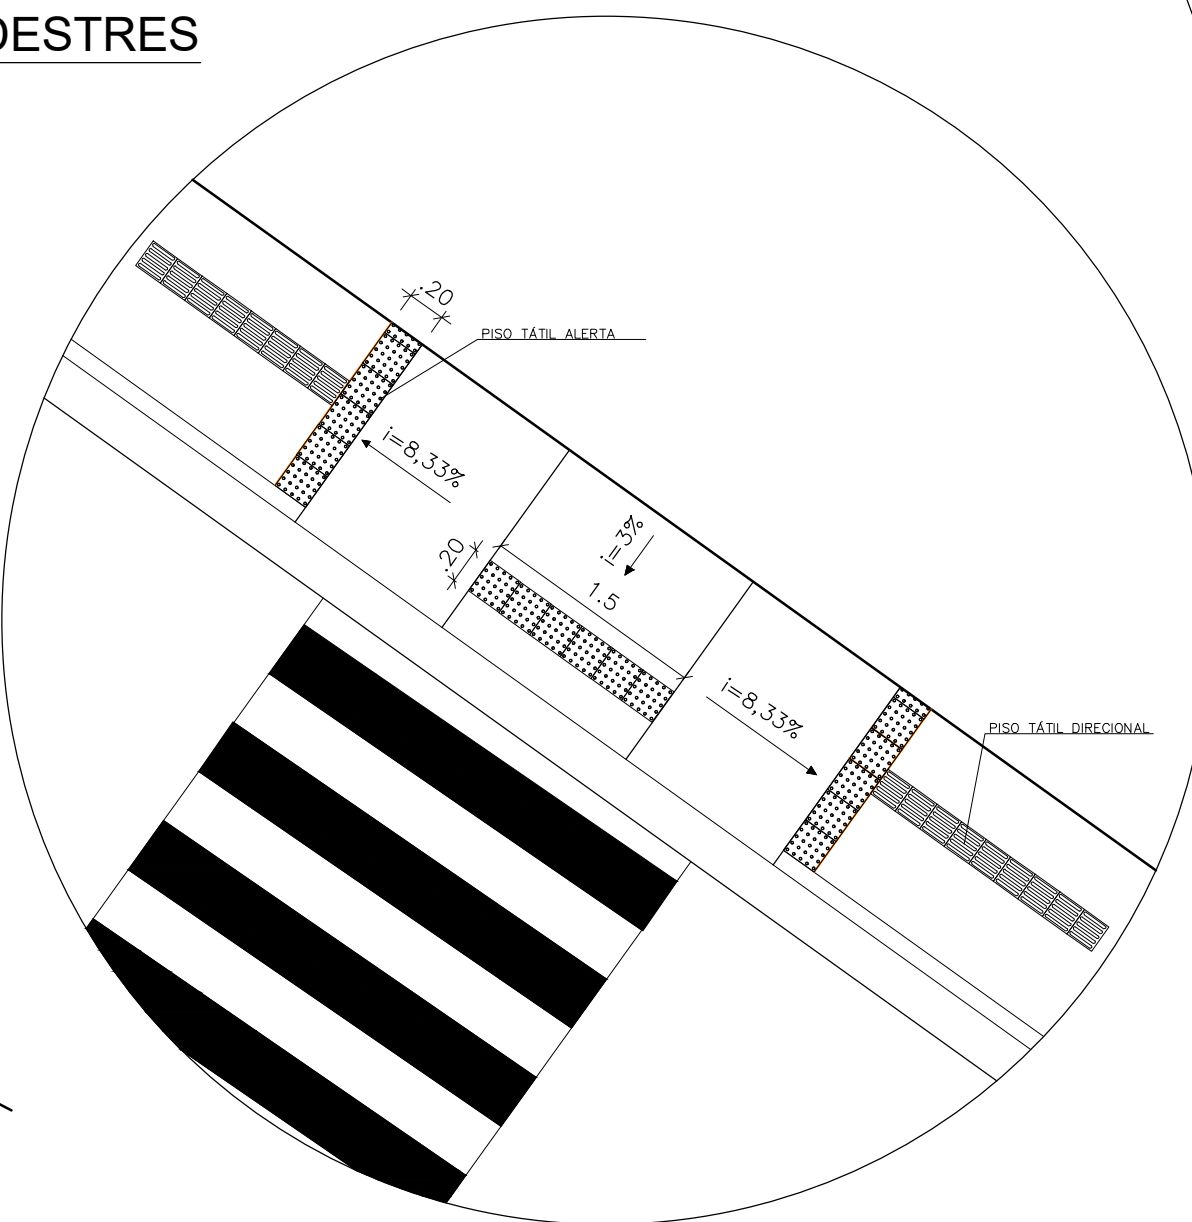 DESTRES
.20
PISO TÁTIL ALERTA
i=8,33%
i=3%
.20
1.5
i=8,33%
PISO TÁTIL DIRECIONAL